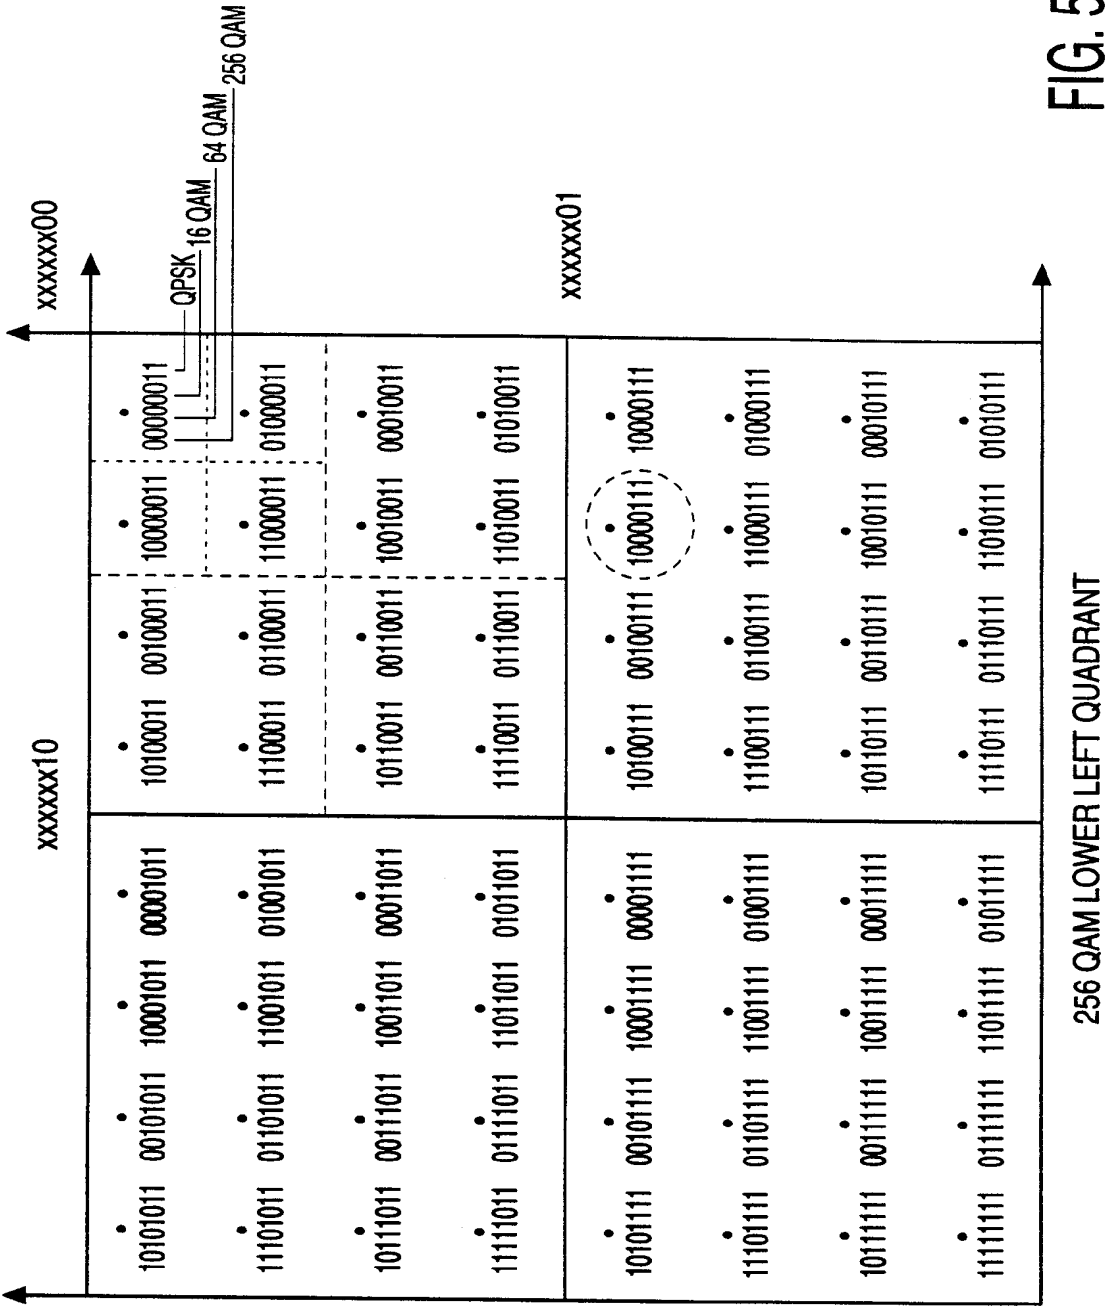 xxxxxx10 xxxxxx00
10101011 00101011 10001011 00001011 10100011 00100011 10000011 00000011
QPSK
16 QAM
64 QAM
256 QAM
11101011 01101011 11001011 01001011 11100011 01100011 11000011 01000011
10111011 00111011 10011011 00011011 10110011 00110011 10010011 00010011
11111011 01111011 11011011 01011011 11110011 01110011 11010011 01010011
xxxxxx01
10101111 00101111 10001111 00001111 10100111 00100111 10000111 10000111
11101111 01101111 11001111 01001111 11100111 01100111 11000111 01000111
10111111 00111111 10011111 00011111 10110111 00110111 10010111 00010111
11111111 01111111 11011111 01011111 11110111 01110111 11010111 01010111
256 QAM LOWER LEFT QUADRANT
FIG. 5